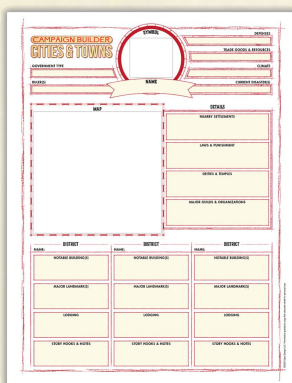 CAMPAIGN BUILDER
CITIES & TOWNS
SYMBOL
DEFENSES
TRADE GOODS & RESOURCES
GOVERNMENT TYPE
CLIMATE
RULER(S)
NAME
CURRENT DISASTER(S)
MAP
DETAILS
NEARBY SETTLEMENTS
LAWS & PUNISHMENT
DEITIES & TEMPLES
MAJOR GUILDS & ORGANIZATIONS
DISTRICT
DISTRICT
DISTRICT
NAME:
NAME:
NAME:
NOTABLE BUILDING(S)
NOTABLE BUILDING(S)
NOTABLE BUILDING(S)
MAJOR LANDMARK(S)
MAJOR LANDMARK(S)
MAJOR LANDMARK(S)
LODGING
LODGING
LODGING
STORY HOOKS & NOTES
STORY HOOKS & NOTES
STORY HOOKS & NOTES